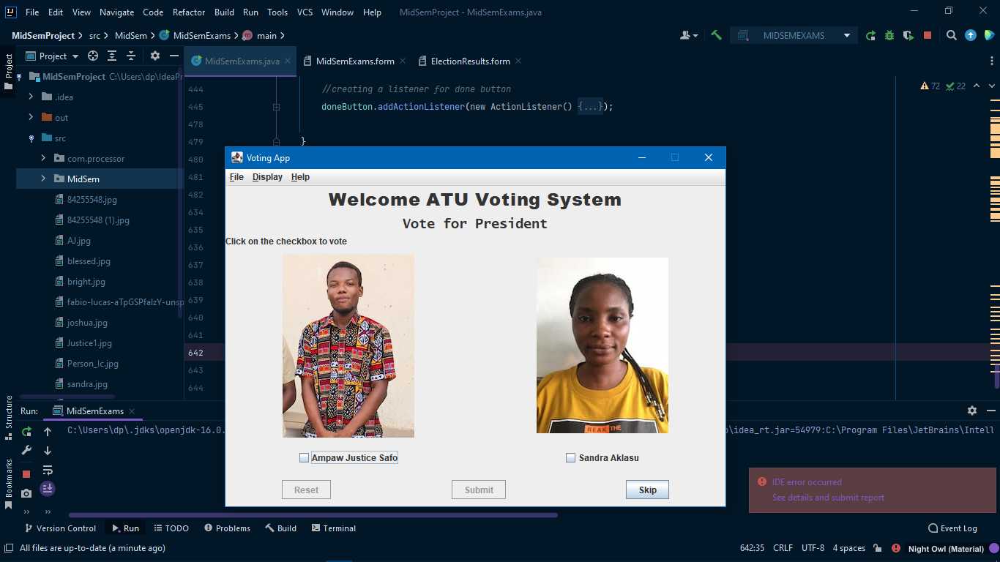 File Edit View Navigate Code Refactor Build Run Tools VCS Window Help MidSemProject - MidSemExams.java
MidSemProject src MidSem MidSemExams main MIDSEMEXAMS
Project MidSemExams.java MidSemExams.form ElectionResults.form
Project
MidSemProject C:\Users\dp\IdeaPr
.idea
out
src
com.processor
MidSem
84255548.jpg
84255548 (1).jpg
AJ.jpg
blessed.jpg
bright.jpg
fabio-lucas-aTpGSPfaIzY-unsp
joshua.jpg
Justice1.jpg
Person_Ic.jpg
sandra.jpg
444 //creating a listener for done button
72 22
445 doneButton.addActionListener(new ActionListener() {...});
478
479 }
480
481
482
634
635
636
637
638
639
640
641
642
643
644
Voting App
File Display Help
Welcome ATU Voting System
Vote for President
Click on the checkbox to vote
BEAK THE
Ampaw Justice Safo Sandra Aklasu
Reset Submit Skip
Structure
Bookmarks
Run: MidSemExams
C:\Users\dp\.jdks\openjdk-16.0. \idea_rt.jar=54979:C:\Program Files\JetBrains\Intell
IDE error occurred
See details and submit report
Version Control Run TODO Problems Build Terminal Event Log
All files are up-to-date (a minute ago) 642:35 CRLF UTF-8 4 spaces Night Owl (Material)